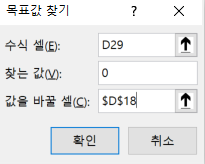 목표값 찾기 ? ×
수식 셀(E): D29
찾는 값(V): 0
값을 바꿀 셀(C): $D$18
확인 취소